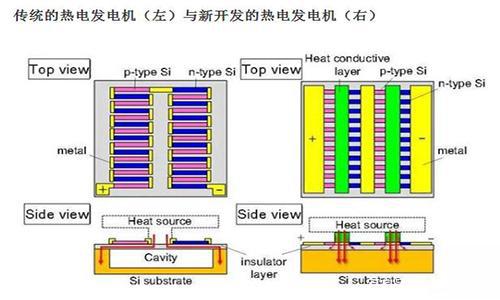 传统的热电发电机（左）与新开发的热电发电机（右）
Top view
p-type Si
n-type Si
metal
+
-
Side view
Heat source
Cavity
Si substrate
insulator
layer
Top view
Heat conductive
layer
p-type Si
n-type Si
+
-
metal
Side view
Heat source
+
-
Si substrate